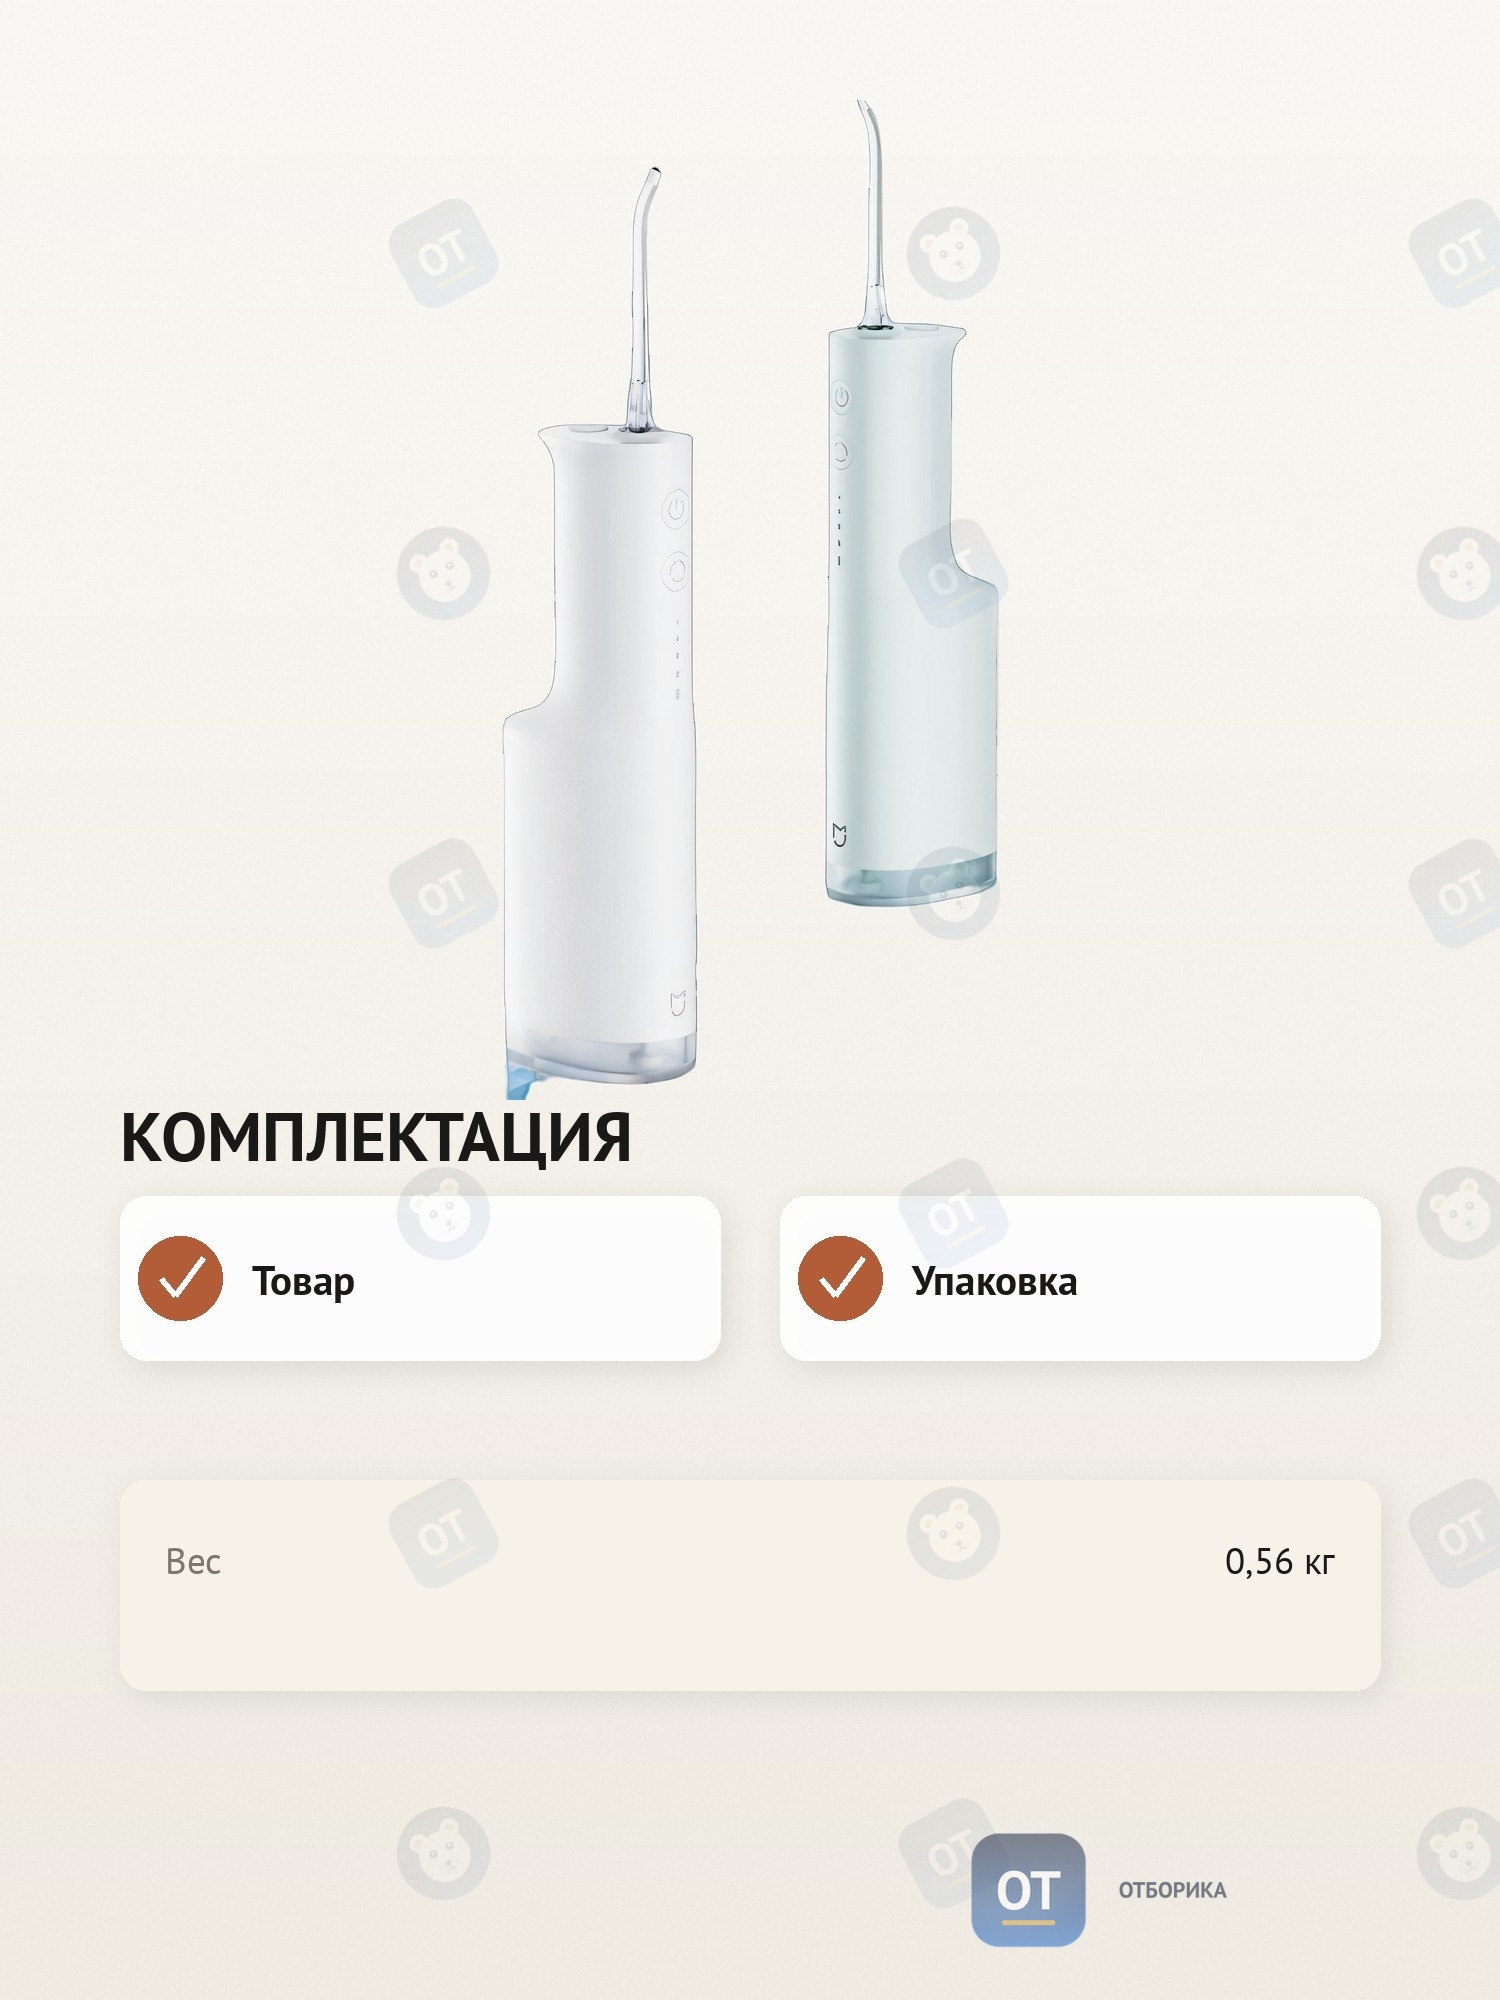 КОМПЛЕКТАЦИЯ
Товар
Упаковка
Вес
0,56 кг
ОТ
ОТБОРИКА